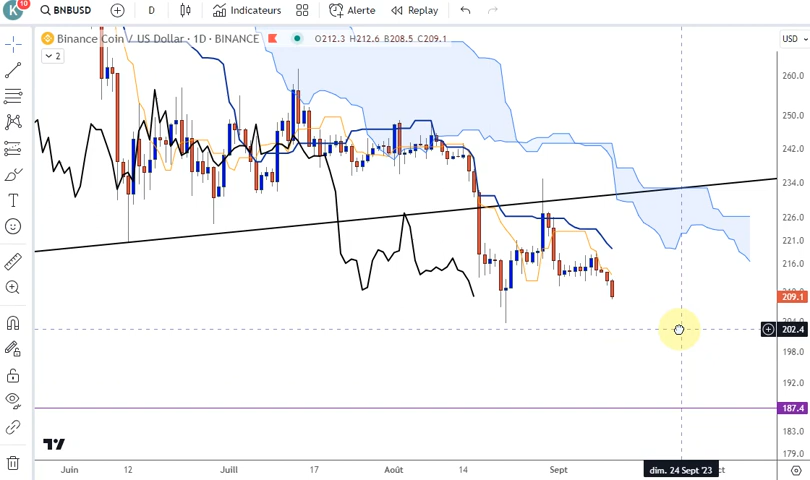 K
10
BNBUSD
D
Indicateurs
Alerte
Replay
USD
Binance Coin / US Dollar · 1D · BINANCE
O212.3 H212.6 B208.5 C209.1
2
260.0
250.0
242.0
234.0
226.0
221.0
216.0
209.1
202.4
198.0
192.0
187.4
183.0
179.0
T
Juin
12
Juill
17
Août
14
Sept
dim. 24 Sept '23